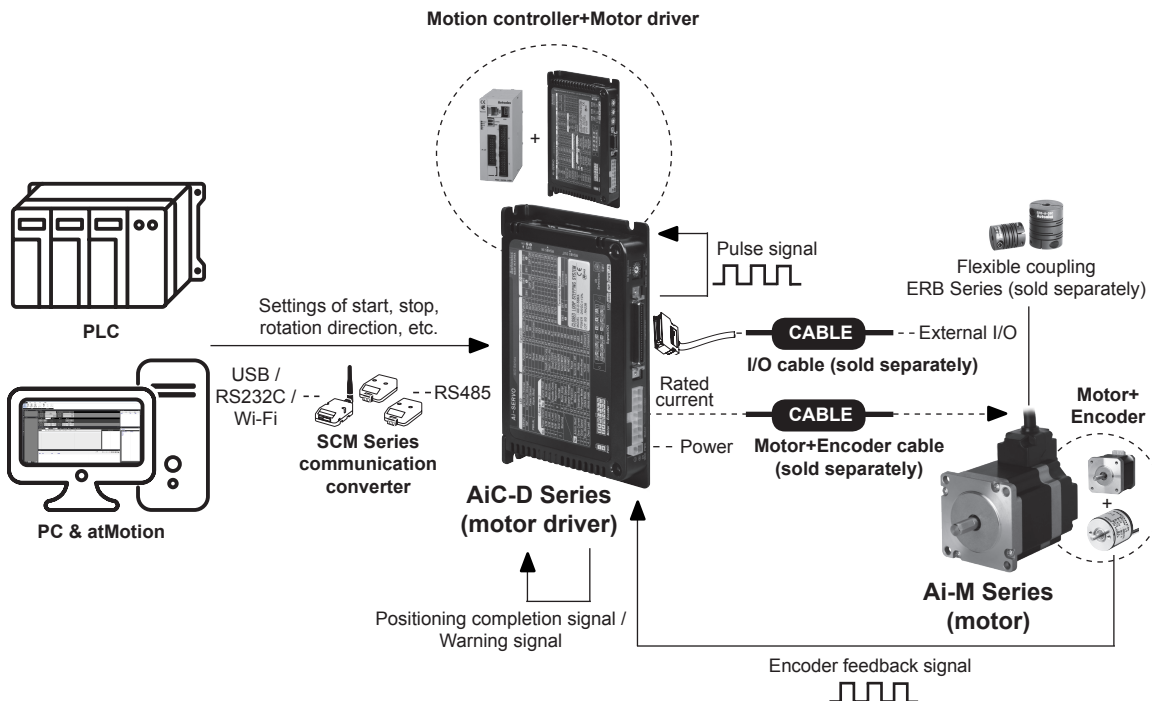 Motion controller+Motor driver
+
PLC
Settings of start, stop,
rotation direction, etc.
Pulse signal
Flexible coupling
ERB Series (sold separately)
CABLE
External I/O
I/O cable (sold separately)
USB /
RS232C /
Wi-Fi
RS485
SCM Series
communication
converter
Rated
current
CABLE
Power
Motor+Encoder cable
(sold separately)
Motor+
Encoder
+
PC & atMotion
AiC-D Series
(motor driver)
Ai-M Series
(motor)
Positioning completion signal /
Warning signal
Encoder feedback signal